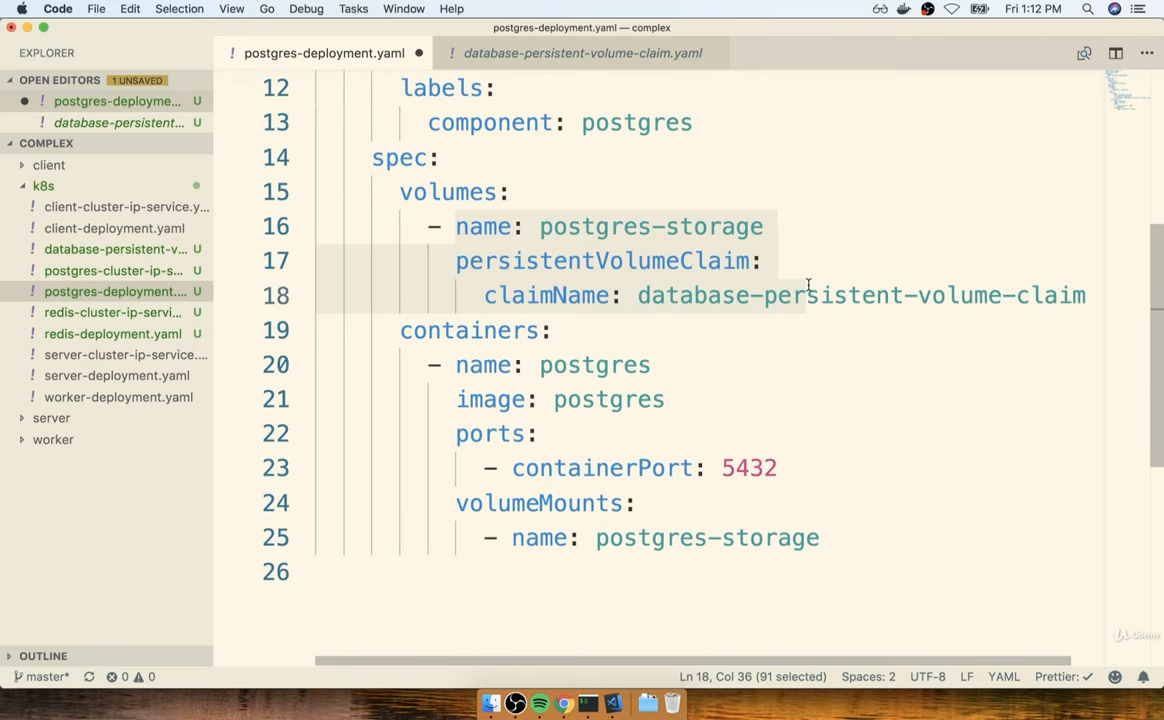 Code File Edit Selection View Go Debug Tasks Window Help Fri 1:12 PM
postgres-deployment.yaml — complex
EXPLORER
! postgres-deployment.yaml ● ! database-persistent-volume-claim.yaml
OPEN EDITORS 1 UNSAVED
● ! postgres-deployme... U
! database-persistent... U
COMPLEX
client
k8s
! client-cluster-ip-service.y...
! client-deployment.yaml
! database-persistent-v... U
! postgres-cluster-ip-s... U
! postgres-deployment.... U
! redis-cluster-ip-servi... U
! redis-deployment.yaml U
! server-cluster-ip-service....
! server-deployment.yaml
! worker-deployment.yaml
server
worker
OUTLINE
12 labels:
13 component: postgres
14 spec:
15 volumes:
16 - name: postgres-storage
17 persistentVolumeClaim:
18 claimName: database-persistent-volume-claim
19 containers:
20 - name: postgres
21 image: postgres
22 ports:
23 - containerPort: 5432
24 volumeMounts:
25 - name: postgres-storage
26
Udemy
master* 0 0 Ln 18, Col 36 (91 selected) Spaces: 2 UTF-8 LF YAML Prettier: ✓